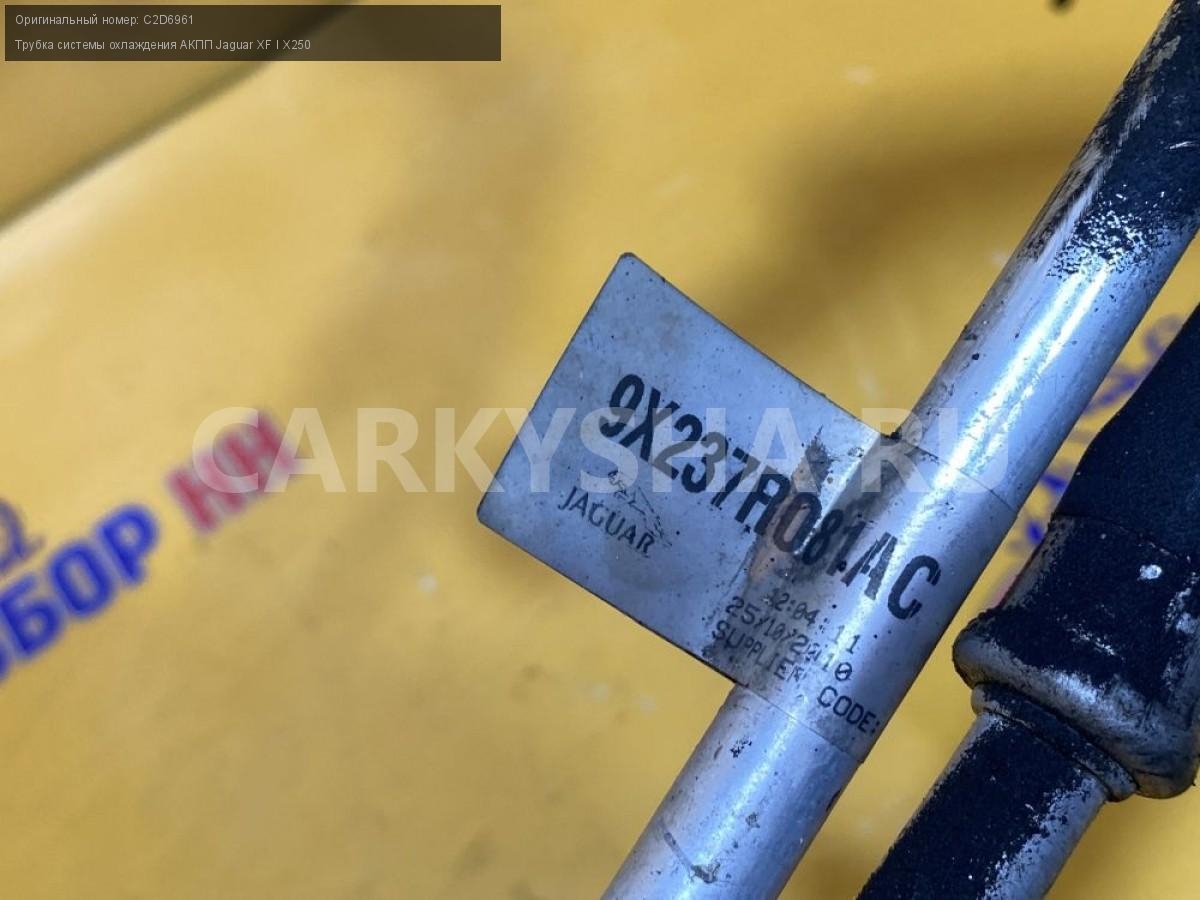 Оригинальный номер: C2D6961
Трубка системы охлаждения АКПП Jaguar XF I X250
CARKYSHA.RU
9X237R081AC
JAGUAR
12:04:11
25/10/2010
SUPPLIER CODE:
НН